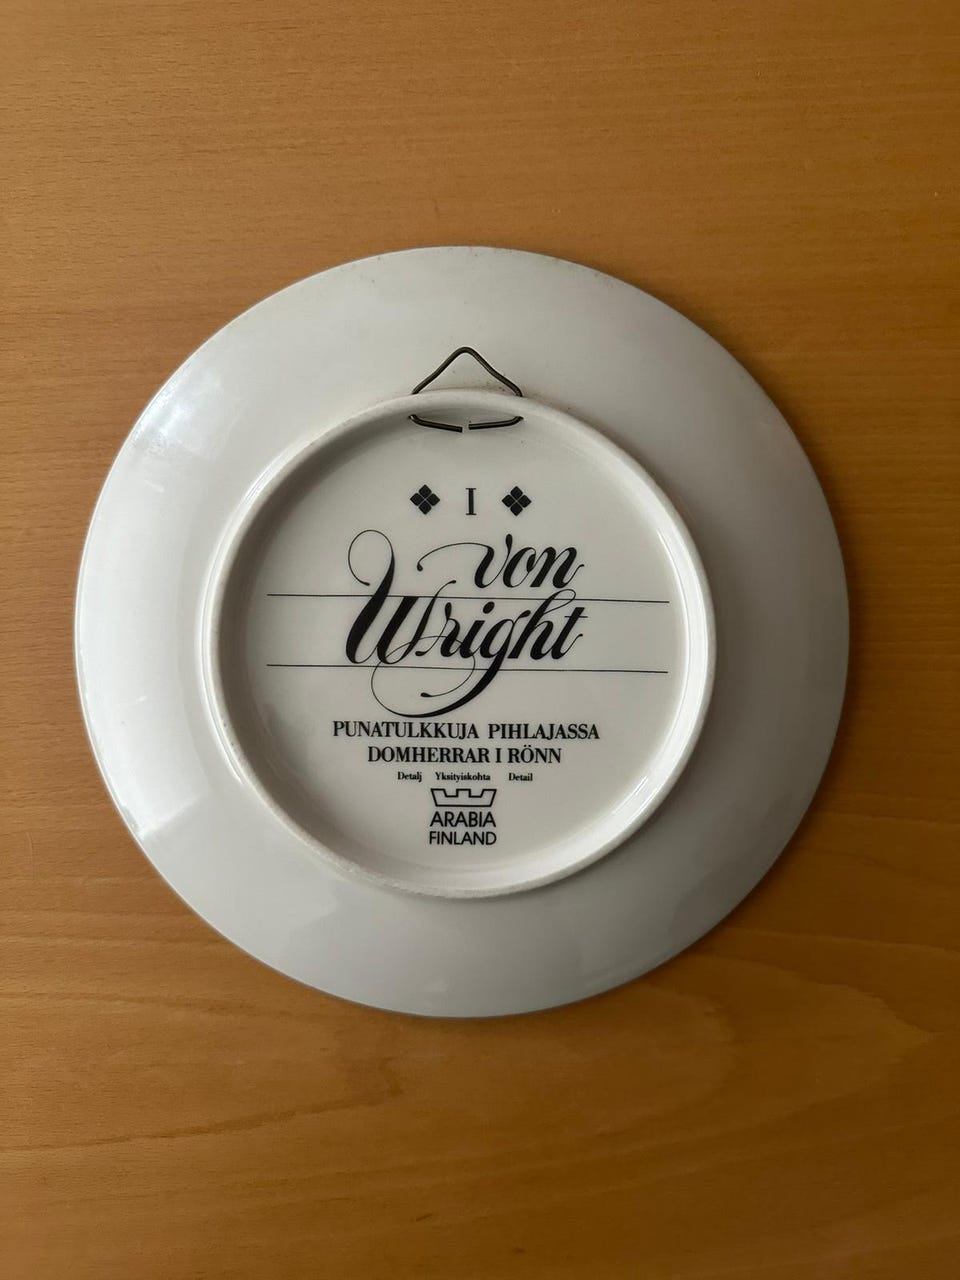 I
von
Wright
PUNATULKKUJA PIHLAJASSA
DOMHERRAR I RÖNN
Detalj Yksityiskohta Detail
ARABIA
FINLAND